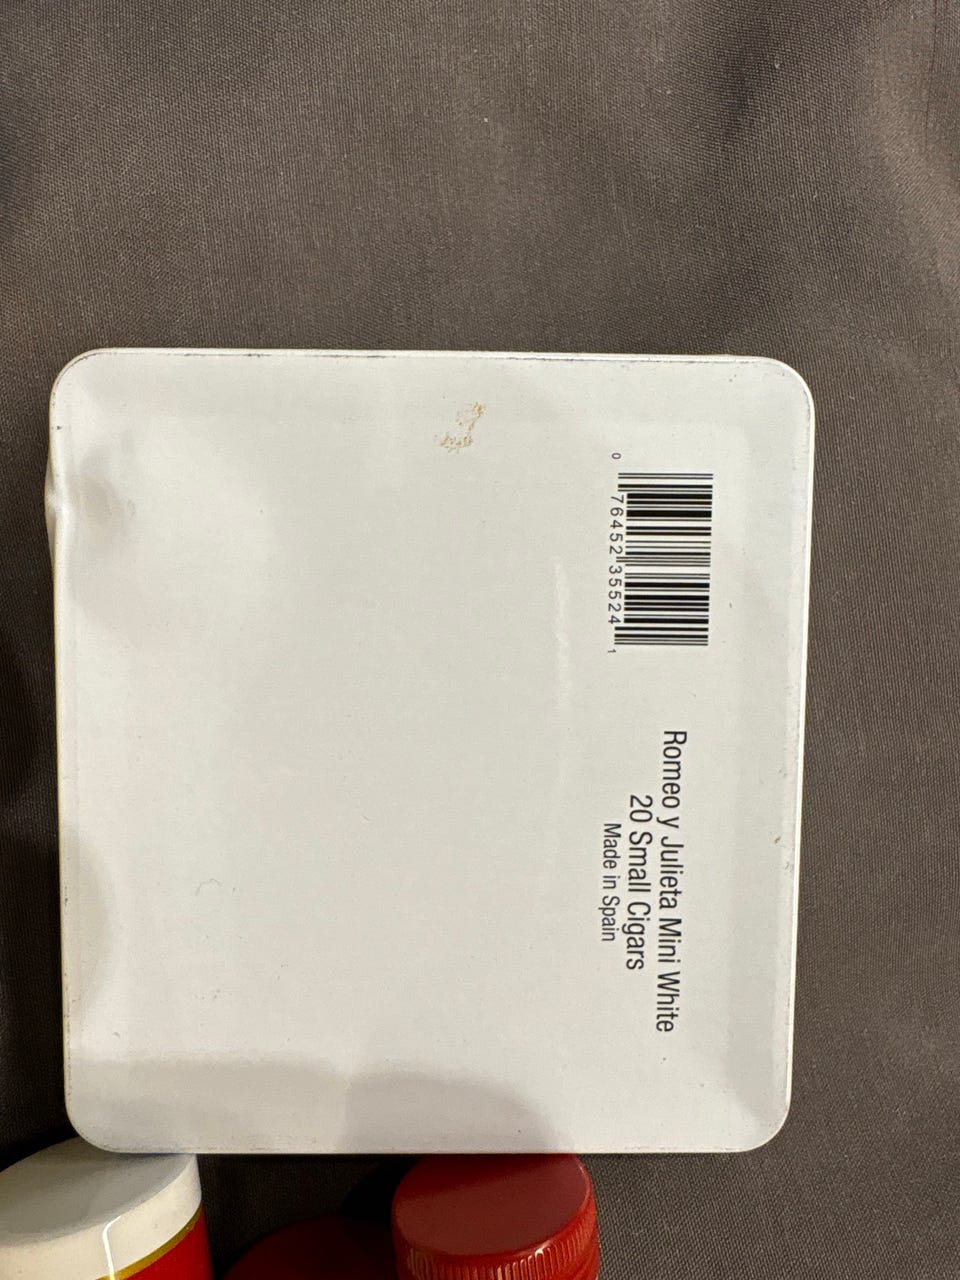 0 76452 35524 1
Romeo y Julieta Mini White
20 Small Cigars
Made in Spain